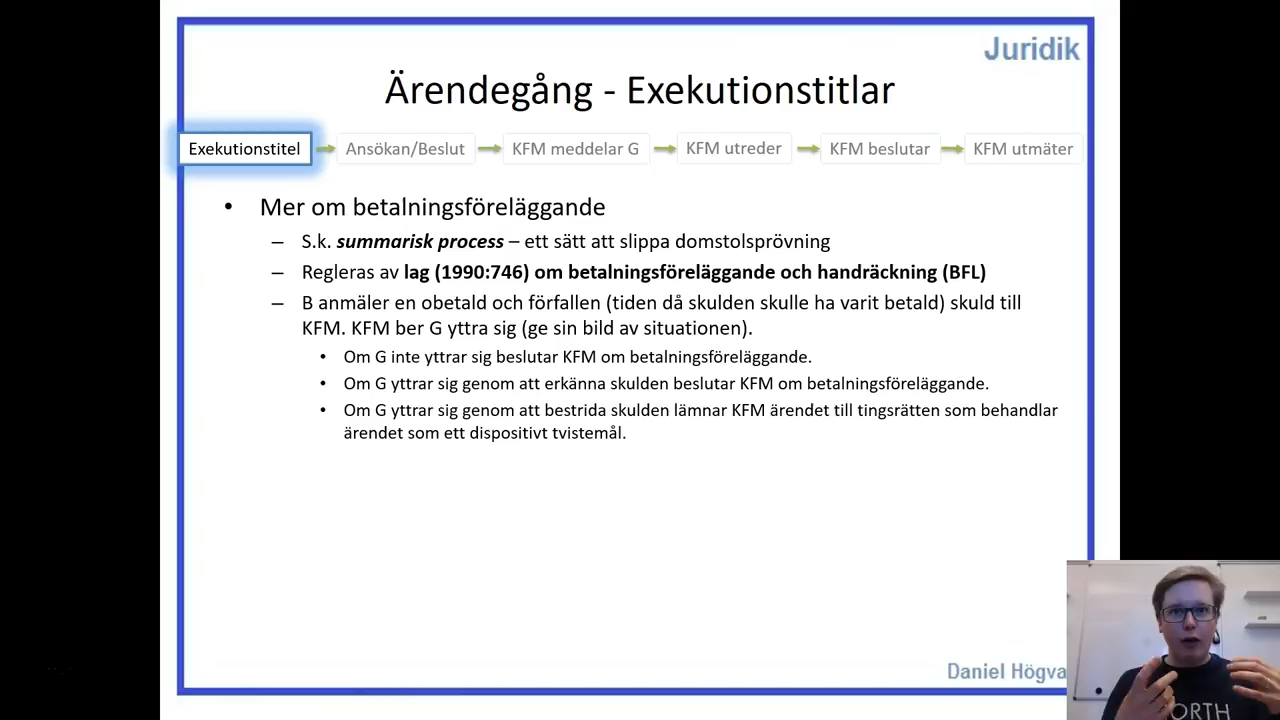 Juridik
Ärendegång - Exekutionstitlar
Exekutionstitel
Ansökan/Beslut
KFM meddelar G
KFM utreder
KFM beslutar
KFM utmäter
• Mer om betalningsföreläggande
– S.k. summarisk process – ett sätt att slippa domstolsprövning
– Regleras av lag (1990:746) om betalningsföreläggande och handräckning (BFL)
– B anmäler en obetald och förfallen (tiden då skulden skulle ha varit betald) skuld till
KFM. KFM ber G yttra sig (ge sin bild av situationen).
• Om G inte yttrar sig beslutar KFM om betalningsföreläggande.
• Om G yttrar sig genom att erkänna skulden beslutar KFM om betalningsföreläggande.
• Om G yttrar sig genom att bestrida skulden lämnar KFM ärendet till tingsrätten som behandlar
ärendet som ett dispositivt tvistemål.
Daniel Högva
ORTH